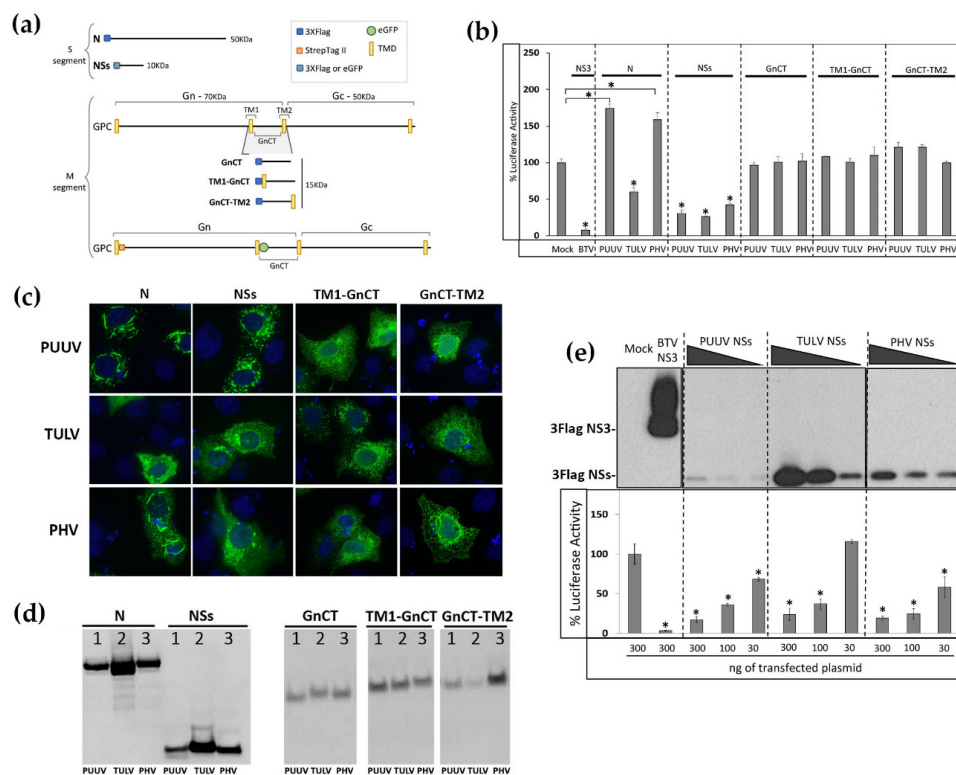 (a)
S
segment
N
50KDa
NSs
10KDa
3XFlag
StrepTag II
3XFlag or eGFP
eGFP
TMD
M
segment
Gn - 70KDa
Gc - 50KDa
TM1
TM2
GPC
GnCT
GnCT
TM1-GnCT
GnCT-TM2
15KDa
Gn
Gc
GPC
GnCT
(b)
% Luciferase Activity
250
200
150
100
50
0
NS3
N
NSs
GnCT
TM1-GnCT
GnCT-TM2
* * * * * * *
Mock BTV PUUV TULV PHV PUUV TULV PHV PUUV TULV PHV PUUV TULV PHV PUUV TULV PHV
(c)
N NSs TM1-GnCT GnCT-TM2
PUUV
TULV
PHV
(d)
N NSs GnCT TM1-GnCT GnCT-TM2
1 2 3 1 2 3 1 2 3 1 2 3 1 2 3
PUUV TULV PHV PUUV TULV PHV PUUV TULV PHV PUUV TULV PHV PUUV TULV PHV
(e)
Mock BTV NS3 PUUV NSs TULV NSs PHV NSs
3Flag NS3-
3Flag NSs-
% Luciferase Activity
150
100
50
0
* * * * * * * * *
300 300 300 100 30 300 100 30 300 100 30
ng of transfected plasmid